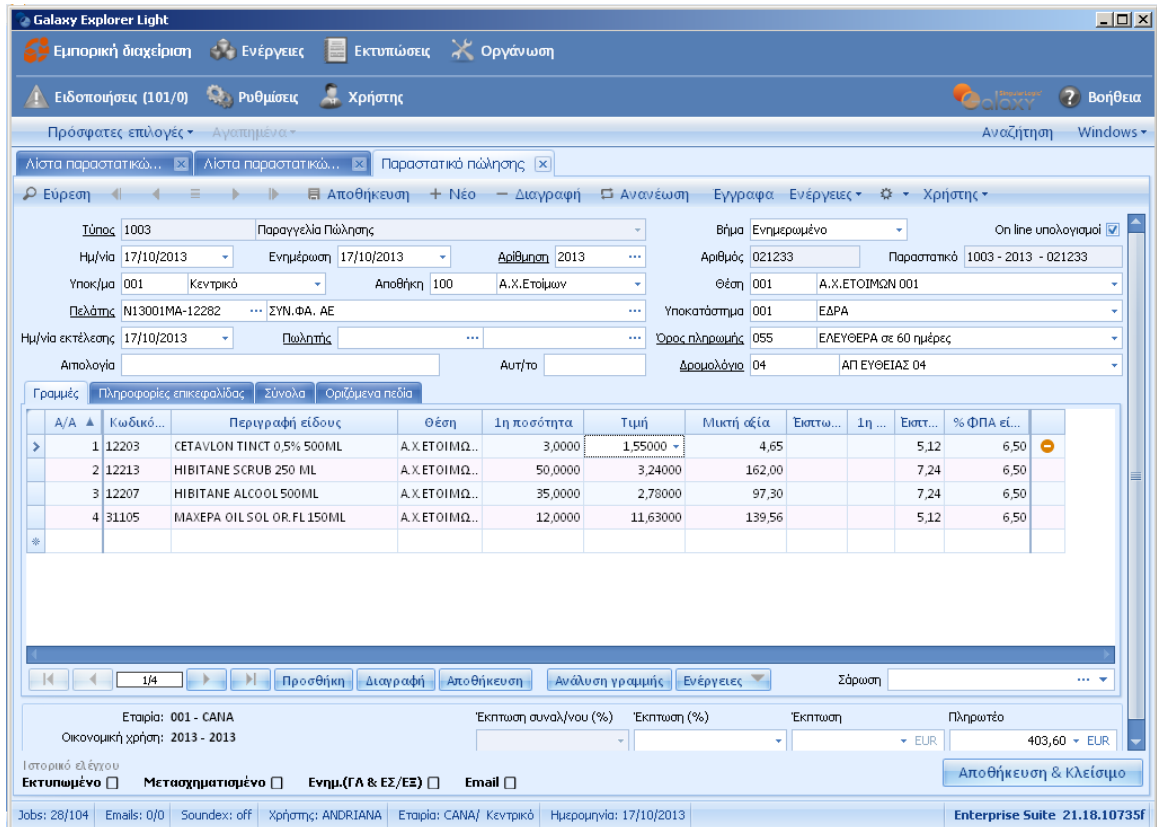 Galaxy Explorer Light
Εμπορική διαχείριση Ενέργειες Εκτυπώσεις Οργάνωση
Ειδοποιήσεις (101/0) Ρυθμίσεις Χρήστης Galaxy Βοήθεια
Πρόσφατες επιλογές Αγαπημένα Αναζήτηση Windows
Λίστα παραστατικώ... Λίστα παραστατικώ... Παραστατικό πώλησης
Εύρεση Αποθήκευση Νέο Διαγραφή Ανανέωση Εγγραφα Ενέργειες Χρήστης
Τύπος 1003 Παραγγελία Πώλησης Βήμα Ενημερωμένο On line υπολογισμοί
Ημ/νία 17/10/2013 Ενημέρωση 17/10/2013 Αρίθμηση 2013 ... Αριθμός 021233 Παραστατικό 1003 - 2013 - 021233
Υποκ/μα 001 Κεντρικό Αποθήκη 100 Α.Χ.Ετοίμων Θέση 001 Α.Χ.ΕΤΟΙΜΩΝ 001
Πελάτης N13001MA-12282 ... ΣΥΝ.ΦΑ. ΑΕ ... Υποκατάστημα 001 ΕΔΡΑ
Ημ/νία εκτέλεσης 17/10/2013 Πωλητής ... ... Όρος πληρωμής 055 ΕΛΕΥΘΕΡΑ σε 60 ημέρες
Αιτιολογία Αυτ/το Δρομολόγιο 04 ΑΠ ΕΥΘΕΙΑΣ 04
Γραμμές Πληροφορίες επικεφαλίδας Σύνολα Οριζόμενα πεδία
Α/Α Κωδικό... Περιγραφή είδους Θέση 1η ποσότητα Τιμή Μικτή αξία Έκπτω... 1η ... Έκπτ... % ΦΠΑ εί...
1 12203 CETAVLON TINCT 0,5% 500ML Α.Χ.ΕΤΟΙΜΩ... 3,0000 1,55000 4,65 5,12 6,50
2 12213 HIBITANE SCRUB 250 ML Α.Χ.ΕΤΟΙΜΩ... 50,0000 3,24000 162,00 7,24 6,50
3 12207 HIBITANE ALCOOL 500ML Α.Χ.ΕΤΟΙΜΩ... 35,0000 2,78000 97,30 7,24 6,50
4 31105 MAXEPA OIL SOL OR.FL 150ML Α.Χ.ΕΤΟΙΜΩ... 12,0000 11,63000 139,56 5,12 6,50
1/4 Προσθήκη Διαγραφή Αποθήκευση Ανάλυση γραμμής Ενέργειες Σάρωση ...
Εταιρία: 001 - CANA Έκπτωση συναλ/νου (%) Έκπτωση (%) Έκπτωση Πληρωτέο
Οικονομική χρήση: 2013 - 2013 EUR 403,60 EUR
Ιστορικό ελέγχου
Εκτυπωμένο Μετασχηματισμένο Ενημ.(ΓΛ & ΕΣ/ΕΞ) Email Αποθήκευση & Κλείσιμο
Jobs: 28/104 Emails: 0/0 Soundex: off Χρήστης: ANDRIANA Εταιρία: CANA/ Κεντρικό Ημερομηνία: 17/10/2013 Enterprise Suite 21.18.10735f